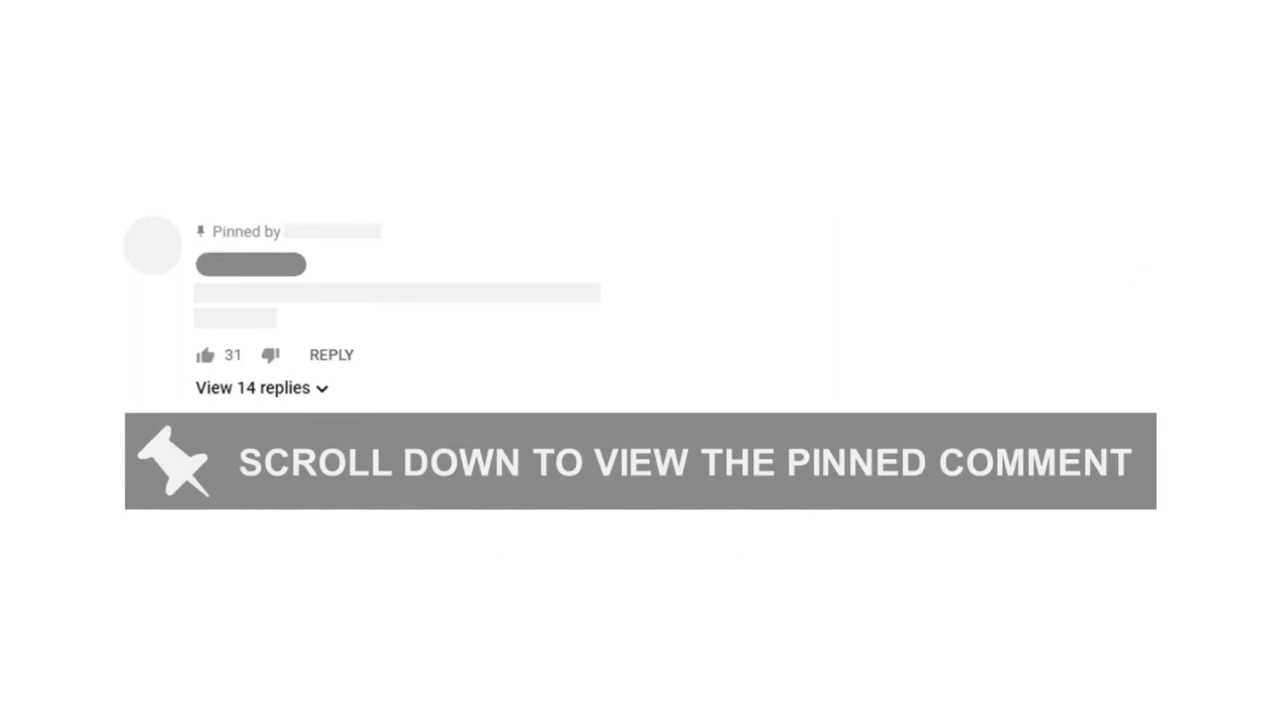 Pinned by
31 REPLY
View 14 replies
SCROLL DOWN TO VIEW THE PINNED COMMENT